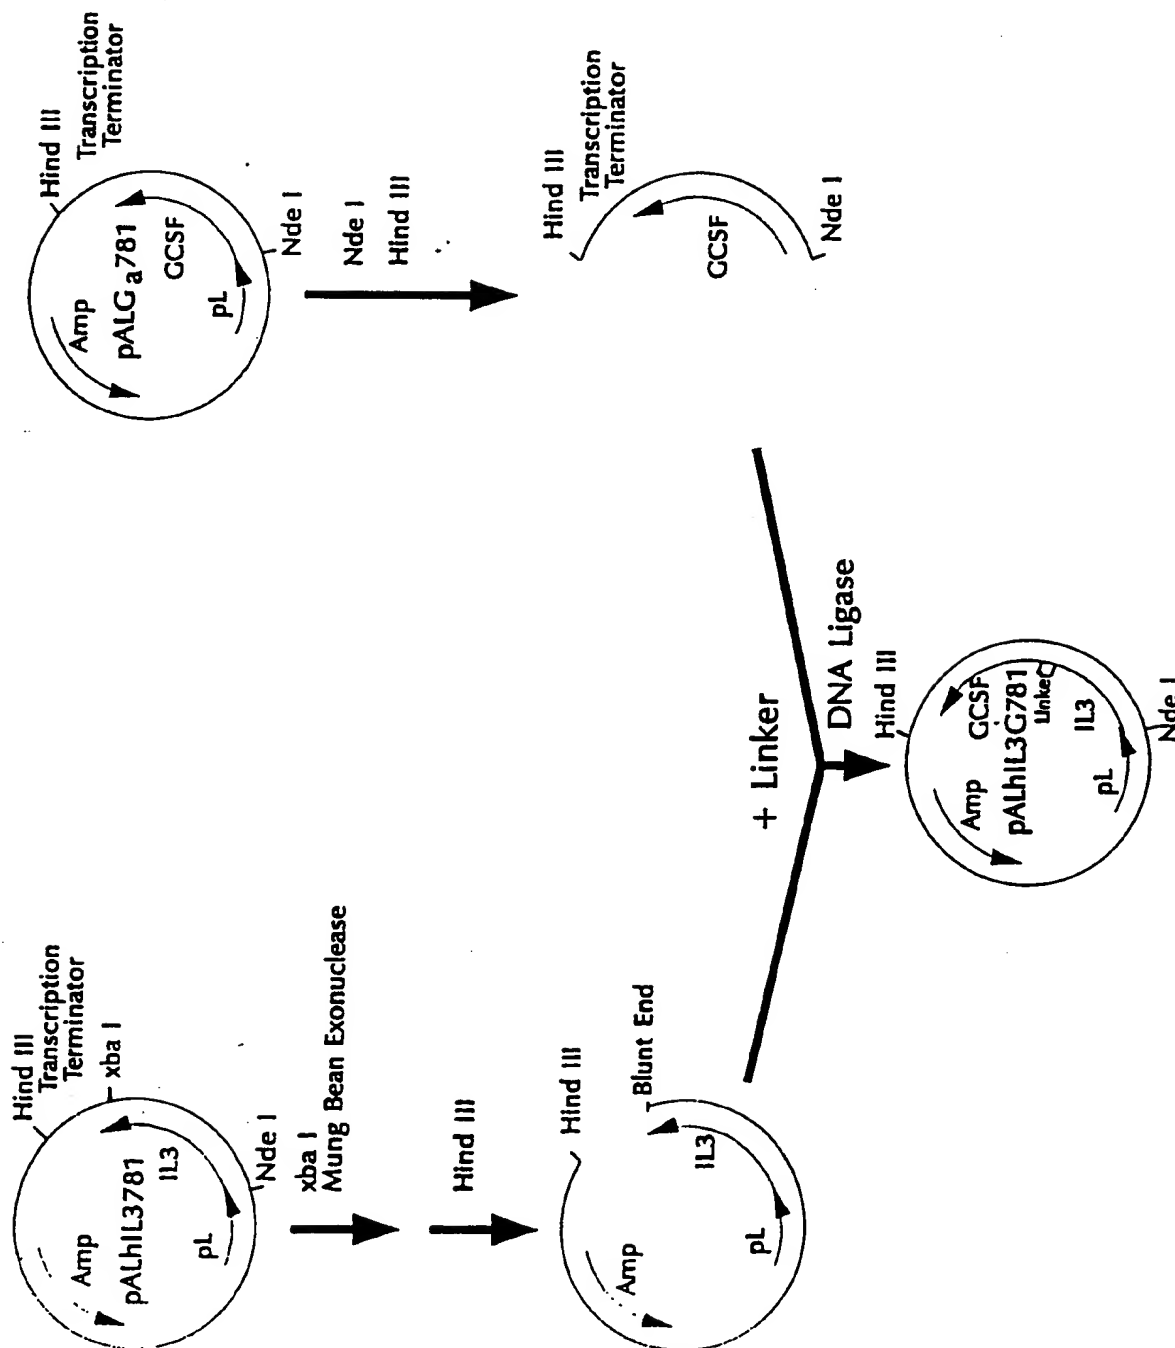 Hind III
Transcription
Terminator
xba I
Amp
pALhIL3781
IL3
pL
Nde I
xba I
Mung Bean Exonuclease
Hind III
Hind III
Blunt End
Amp
IL3
pL
Hind III
Transcription
Terminator
Amp
pALGa781
GCSF
pL
Nde I
Nde I
Hind III
Hind III
Transcription
Terminator
GCSF
Nde I
+ Linker
DNA Ligase
Hind III
Amp
GCSF
pALhIL3G781
Linker
IL3
pL
Nde I